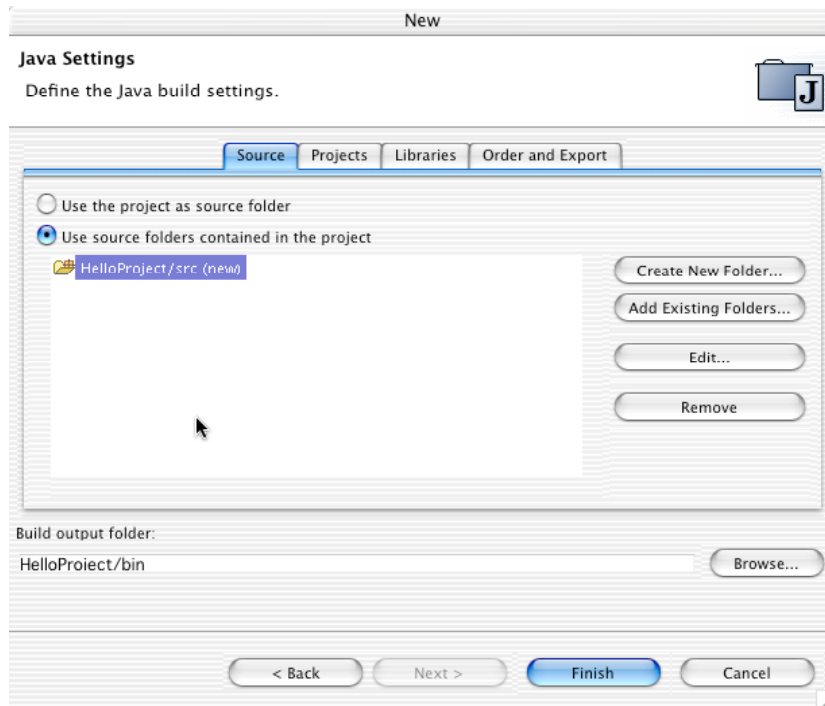 New
Java Settings
Define the Java build settings.
J
Source Projects Libraries Order and Export
Use the project as source folder
Use source folders contained in the project
HelloProject/src (new)
Create New Folder...
Add Existing Folders...
Edit...
Remove
Build output folder:
HelloProject/bin
Browse...
< Back Next > Finish Cancel